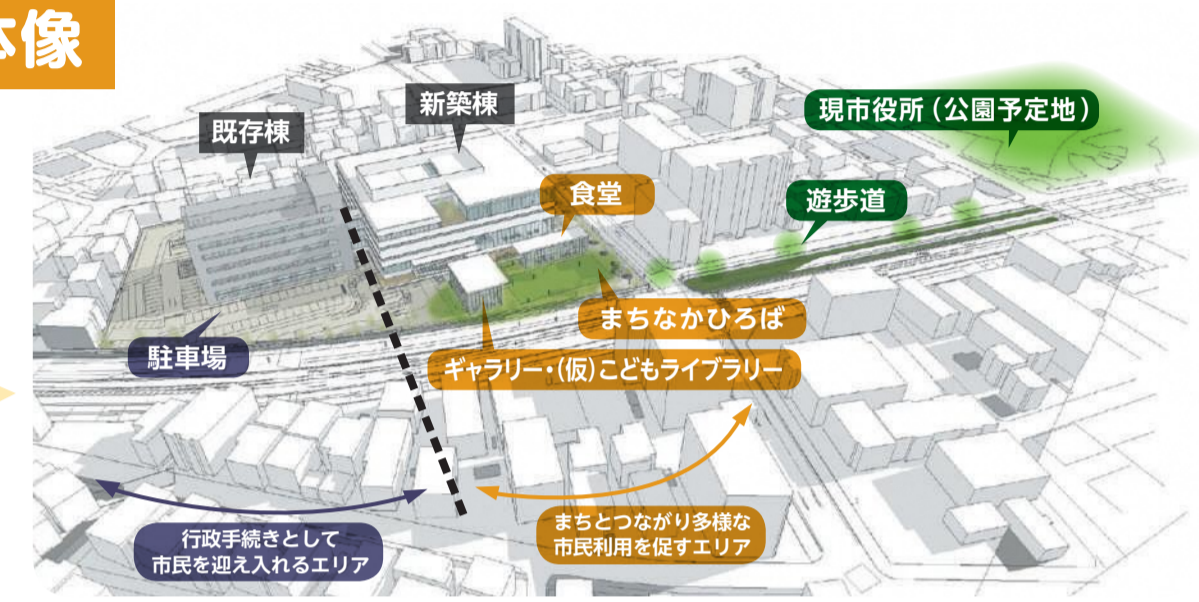 体像
新築棟
既存棟
現市役所(公園予定地)
食堂
遊歩道
まちなかひろば
駐車場
ギャラリー・(仮)こどもライブラリー
行政手続きとして
市民を迎え入れるエリア
まちとつながり多様な
市民利用を促すエリア